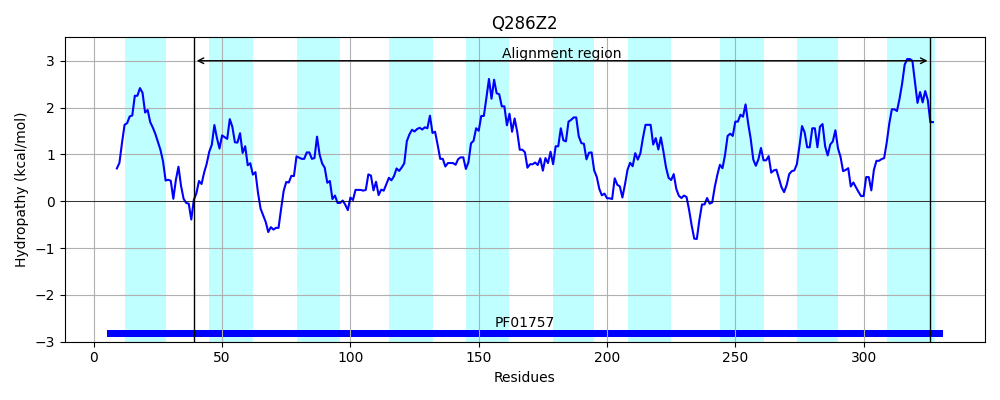 Q286Z2
Alignment region
3
2
1
0
−1
−2
−3
Hydropathy (kcal/mol)
PF01757
0 50 100 150 200 250 300
Residues